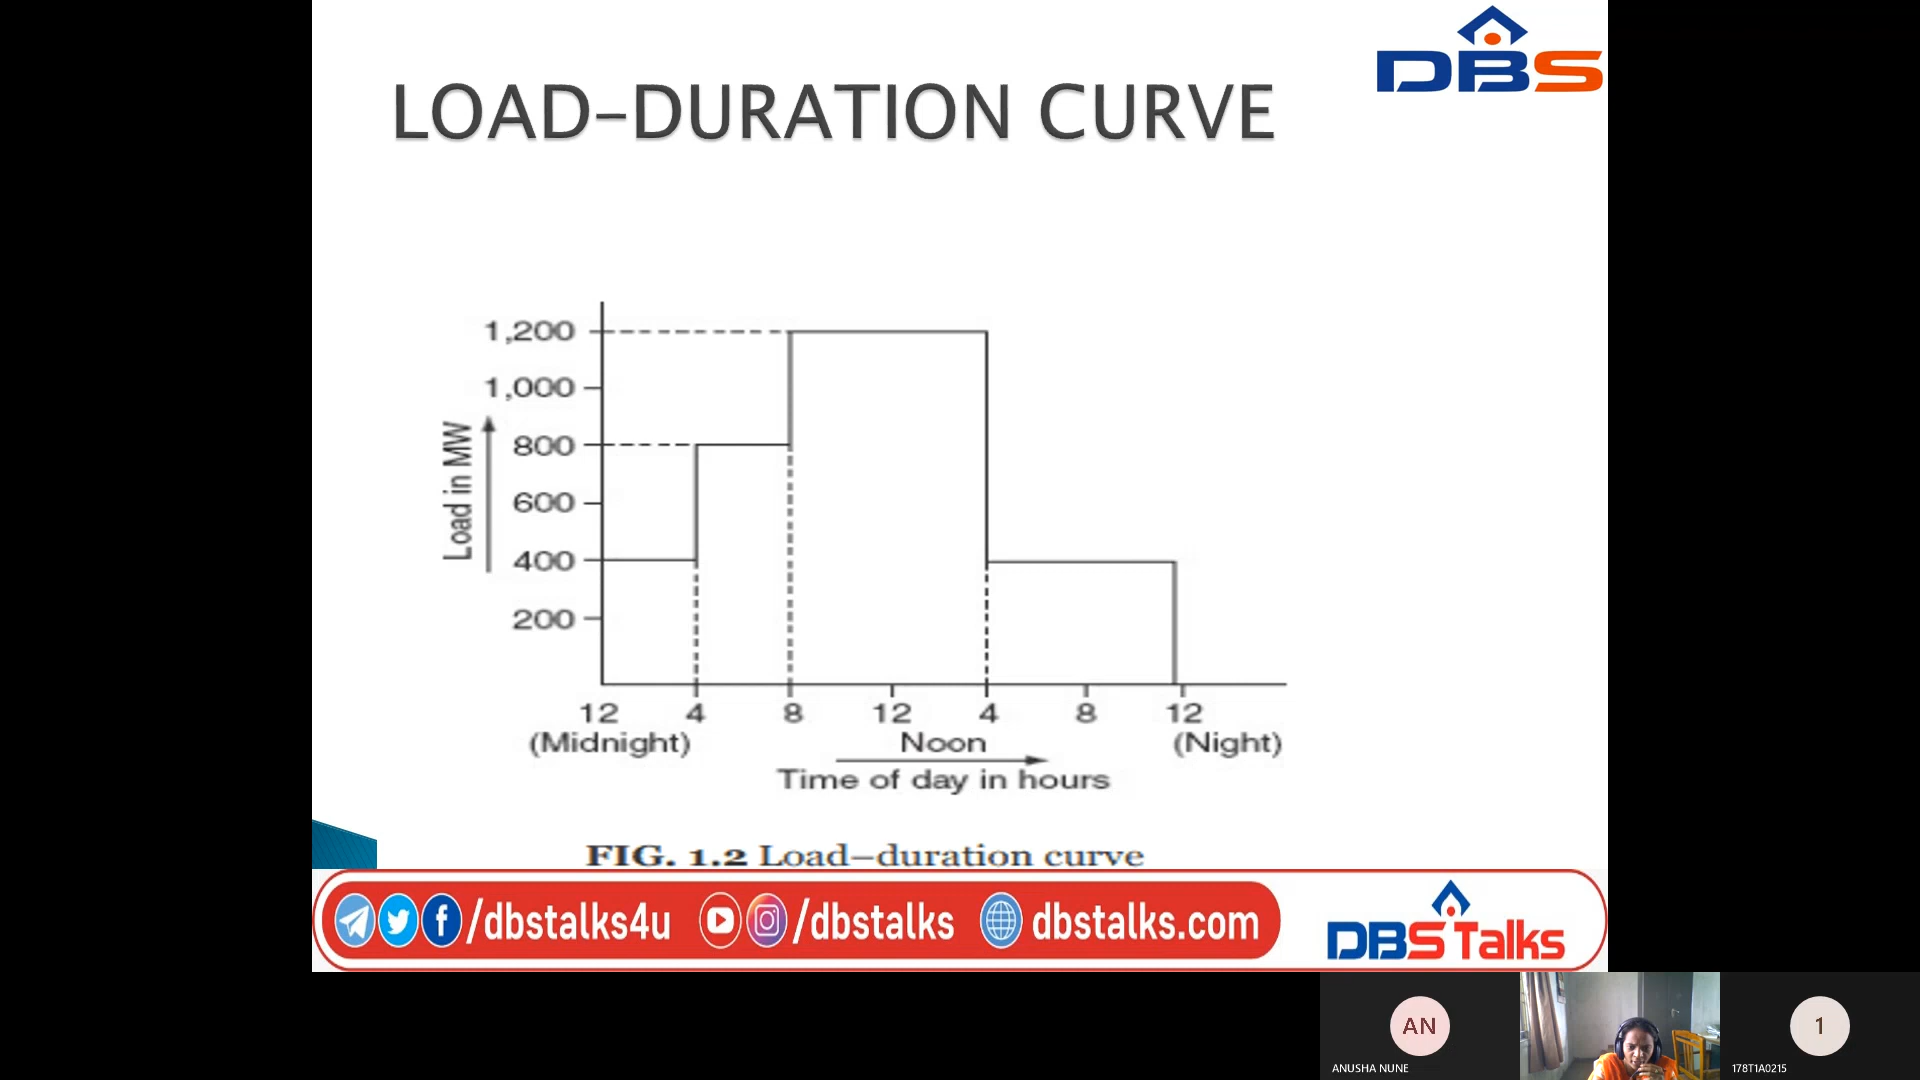 DBS
LOAD-DURATION CURVE
1,200
1,000
800
600
400
200
Load in MW
12 4 8 12 4 8 12
(Midnight) Noon (Night)
Time of day in hours
FIG. 1.2 Load–duration curve
/dbstalks4u /dbstalks dbstalks.com
DBS Talks
AN
1
ANUSHA NUNE
178T1A0215